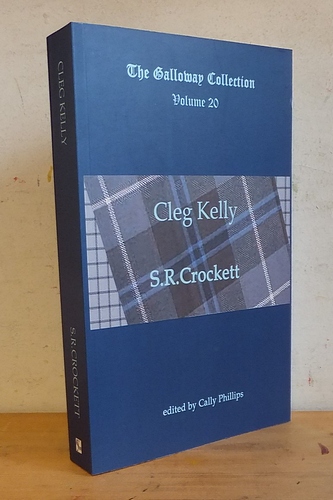 The Galloway Collection
Volume 20
Cleg Kelly
S.R.Crockett
edited by Cally Phillips
CLEG KELLY
S.R.CROCKETT